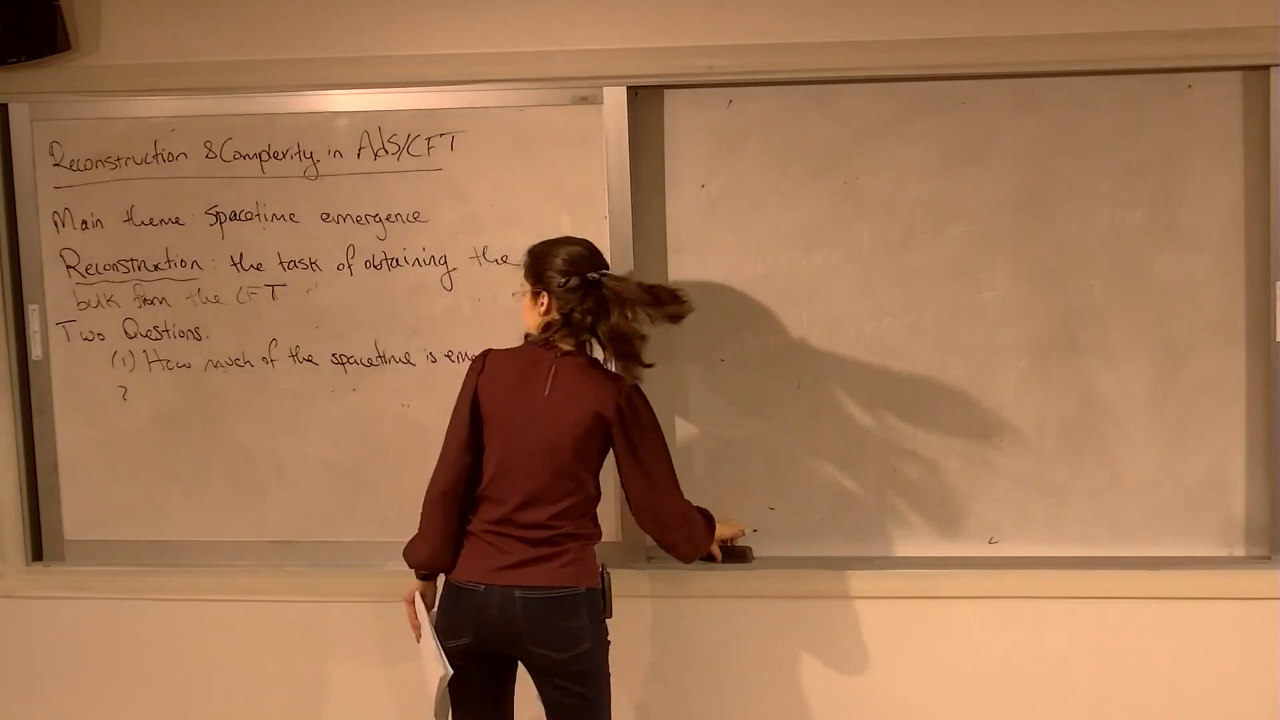 Reconstruction & Complexity in AdS/CFT
Main theme: Spacetime emergence
Reconstruction: the task of obtaining the
bulk from the CFT
Two Questions:
(1) How much of the spacetime is eme
?